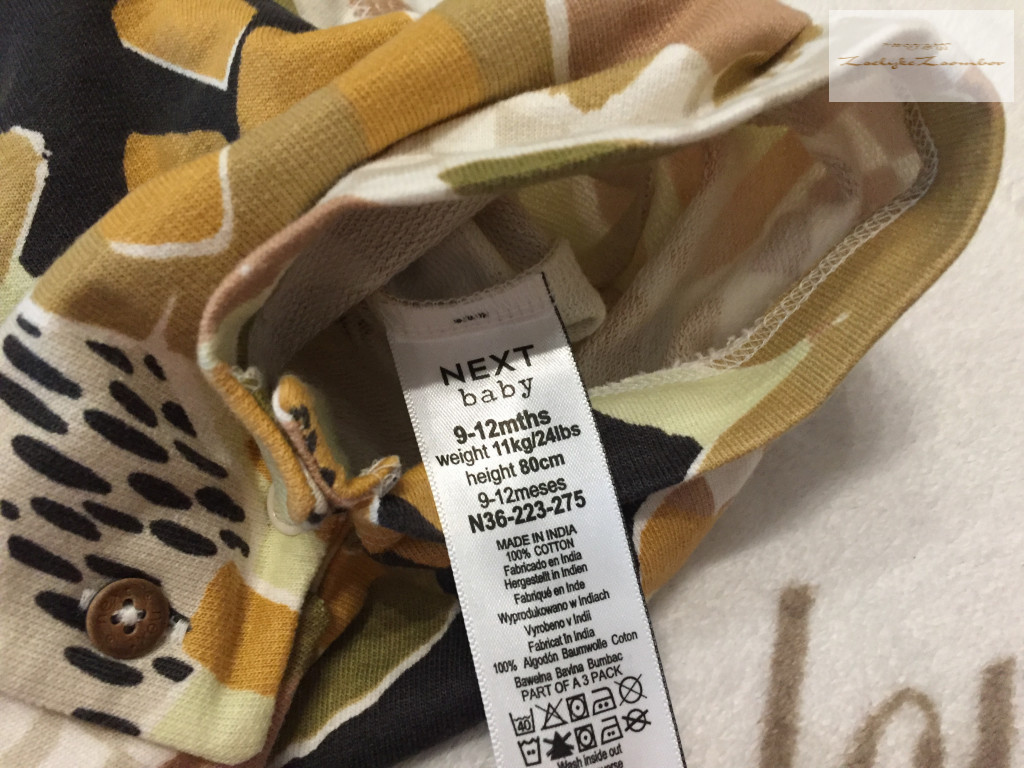 NEXT
baby
9-12mths
weight 11kg/24lbs
height 80cm
9-12meses
N36-223-275
MADE IN INDIA
100% COTTON
Fabricado en India
Hergestellt in Indien
Fabriqué en Inde
Wyprodukowano w Indiach
Vyrobeno v Indii
Fabricat în India
100% Algodón Baumwolle Coton
Bawełna Bavlna Bumbac
PART OF A 3 PACK
40
Wash inside out